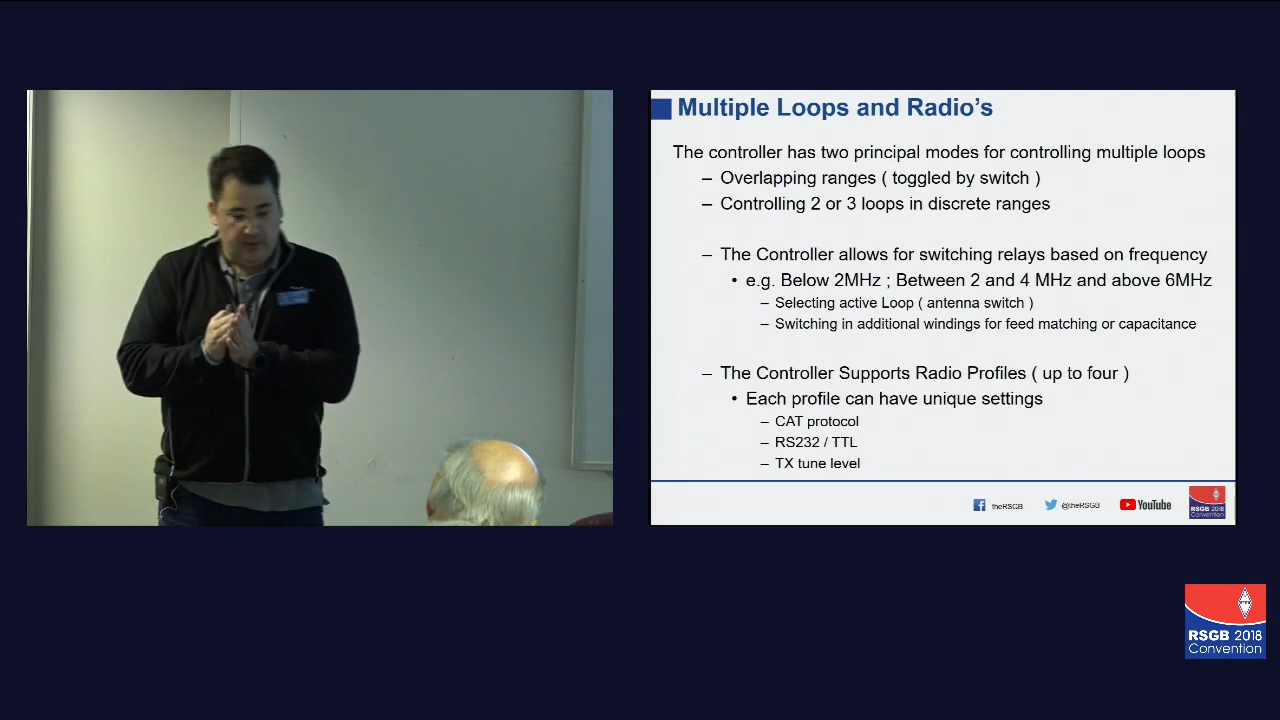 Multiple Loops and Radio’s
The controller has two principal modes for controlling multiple loops
– Overlapping ranges ( toggled by switch )
– Controlling 2 or 3 loops in discrete ranges
– The Controller allows for switching relays based on frequency
• e.g. Below 2MHz ; Between 2 and 4 MHz and above 6MHz
– Selecting active Loop ( antenna switch )
– Switching in additional windings for feed matching or capacitance
– The Controller Supports Radio Profiles ( up to four )
• Each profile can have unique settings
– CAT protocol
– RS232 / TTL
– TX tune level
theRSGB
@theRSGB
YouTube
RSGB 2018
Convention
RSGB 2018
Convention